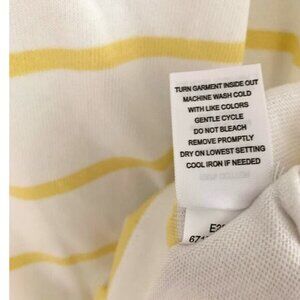 TURN GARMENT INSIDE OUT
MACHINE WASH COLD
WITH LIKE COLORS
GENTLE CYCLE
DO NOT BLEACH
REMOVE PROMPTLY
DRY ON LOWEST SETTING
COOL IRON IF NEEDED